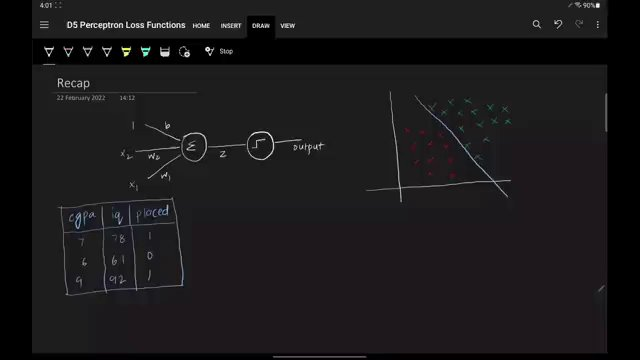 4:01
90%
D5 Perceptron Loss Functions
HOME INSERT DRAW VIEW
Stop
Recap
22 February 2022 14:12
1 b
x2 w2 Σ z output
x1 w1
cgpa iq placed
7 78 1
6 61 0
9 92 1